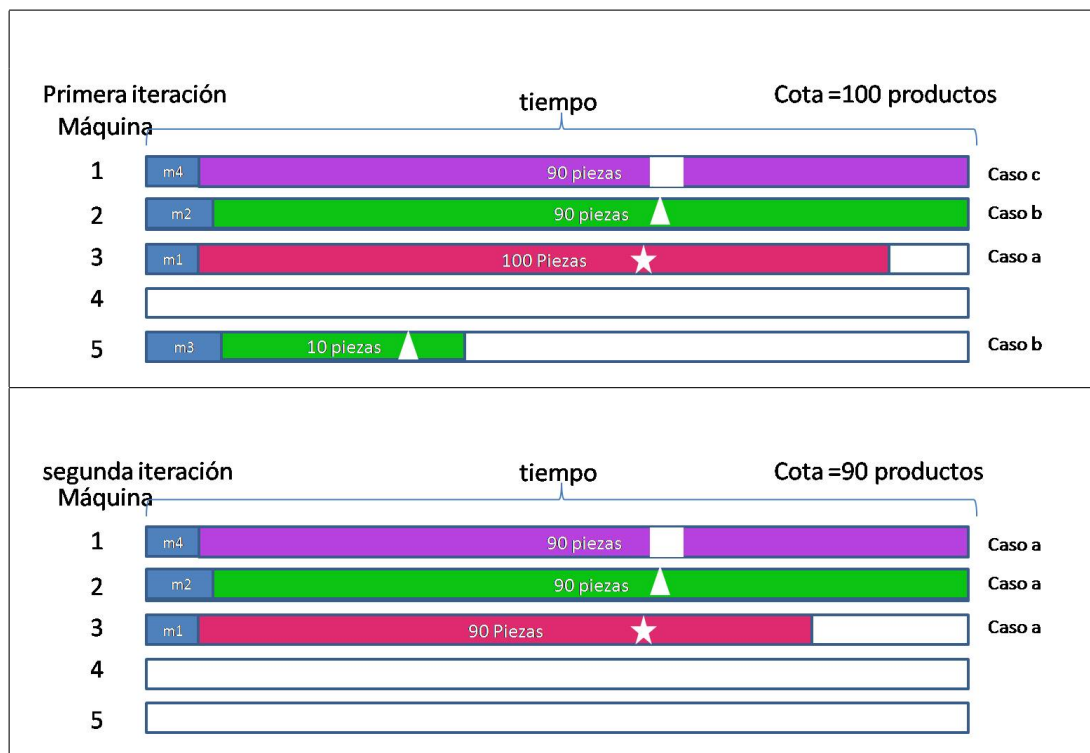 Primera iteración tiempo Cota =100 productos
Máquina
1 m4 90 piezas Caso c
2 m2 90 piezas Caso b
3 m1 100 Piezas Caso a
4
5 m3 10 piezas Caso b
segunda iteración tiempo Cota =90 productos
Máquina
1 m4 90 piezas Caso a
2 m2 90 piezas Caso a
3 m1 90 Piezas Caso a
4
5